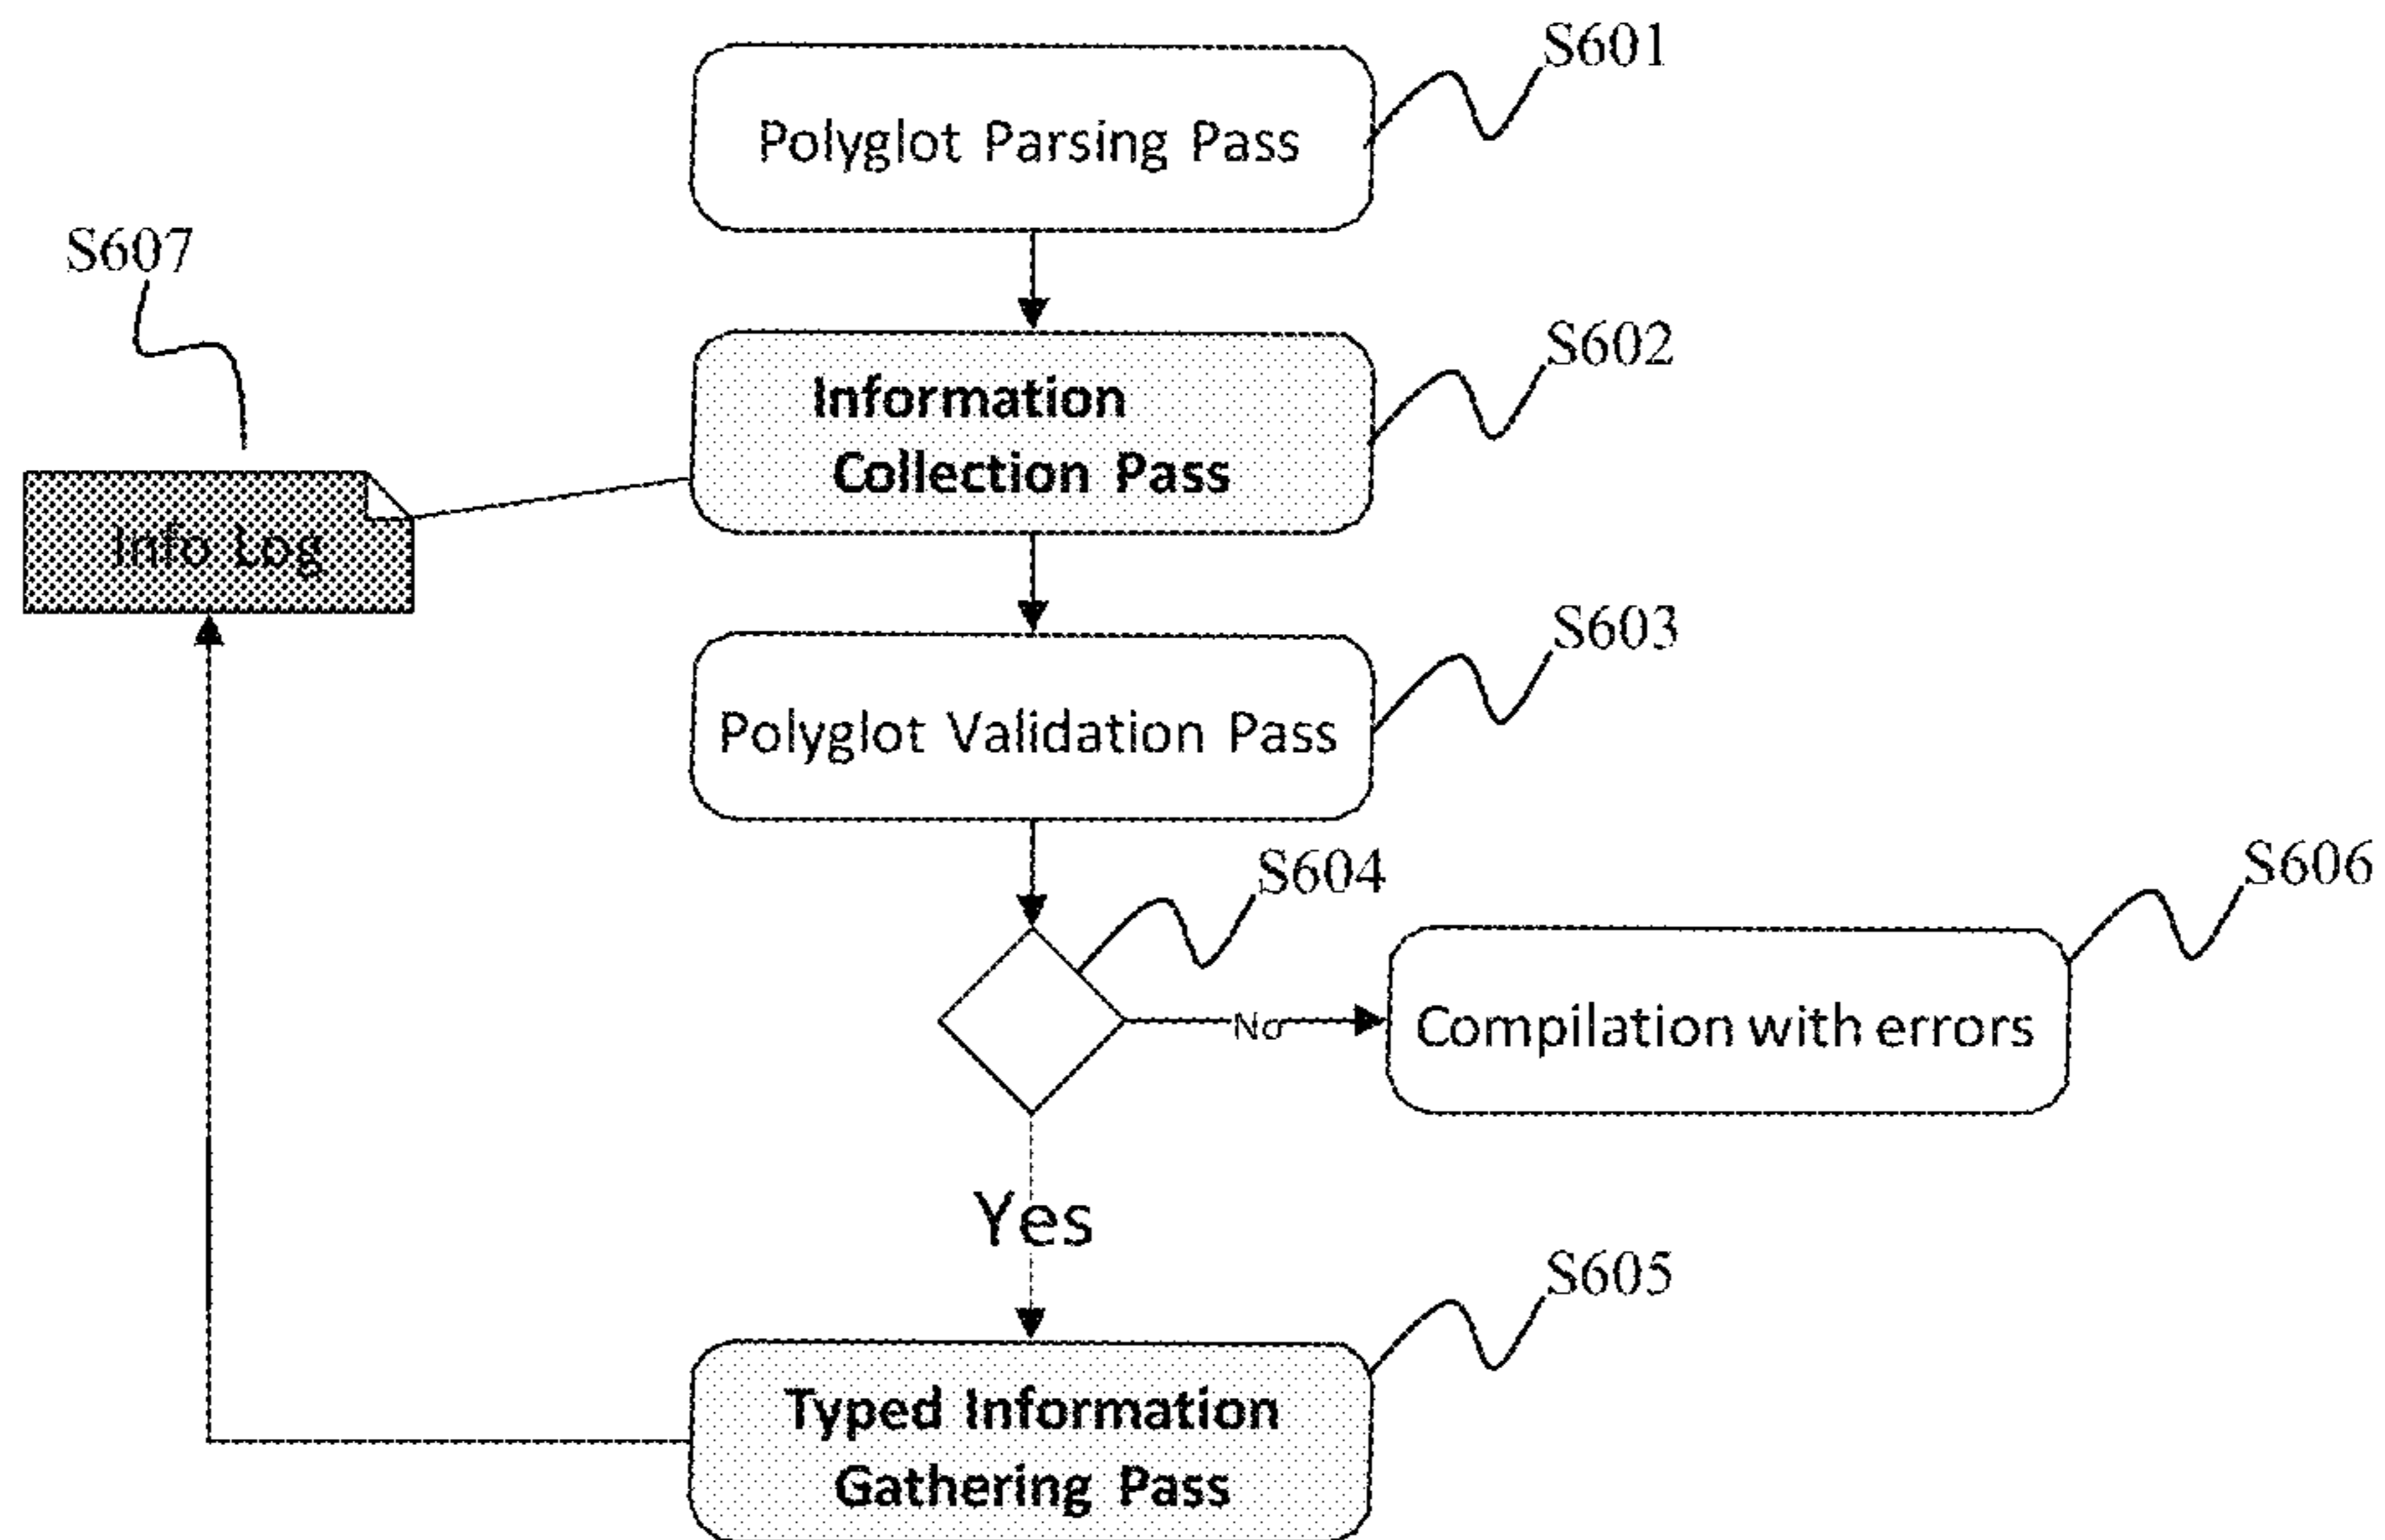 S601
Polyglot Parsing Pass
S607
S602
Information
Collection Pass
Info Log
S603
Polyglot Validation Pass
S604
S606
No
Compilation with errors
Yes
S605
Typed Information
Gathering Pass